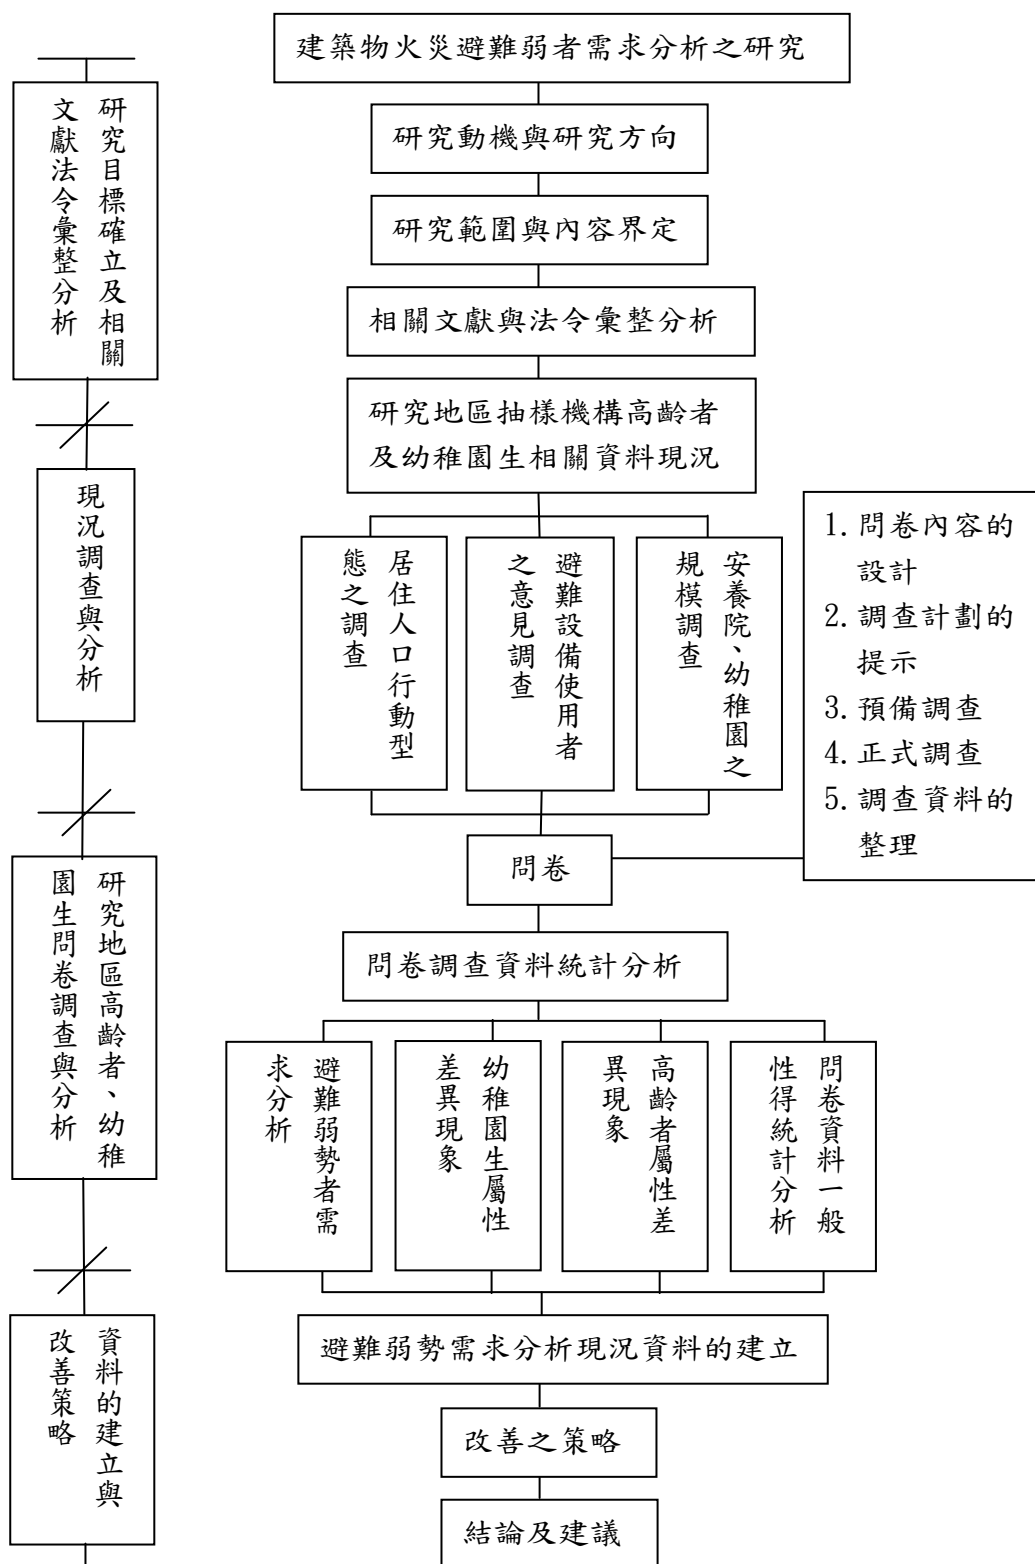 建築物火災避難弱者需求分析之研究
研究動機與研究方向
研究範圍與內容界定
相關文獻與法令彙整分析
研究地區抽樣機構高齡者
及幼稚園生相關資料現況
居住人口行動型
態之調查
避難設備使用者
之意見調查
安養院、幼稚園之
規模調查
問卷
1.問卷內容的
設計
2.調查計劃的
提示
3.預備調查
4.正式調查
5.調查資料的
整理
問卷調查資料統計分析
避難弱勢者需
求分析
幼稚園生屬性
差異現象
高齡者屬性差
異現象
問卷資料一般
性得統計分析
避難弱勢需求分析現況資料的建立
改善之策略
結論及建議
研究目標確立及相關
文獻法令彙整分析
現況調查與分析
研究地區高齡者、幼稚
園生問卷調查與分析
資料的建立與
改善策略